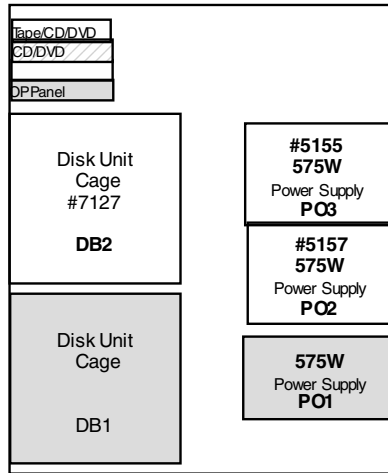 Tape/CD/DVD
CD/DVD
OPPanel
Disk Unit
Cage
#7127
DB2
Disk Unit
Cage
DB1
#5155
575W
Power Supply
PO3
#5157
575W
Power Supply
PO2
575W
Power Supply
PO1